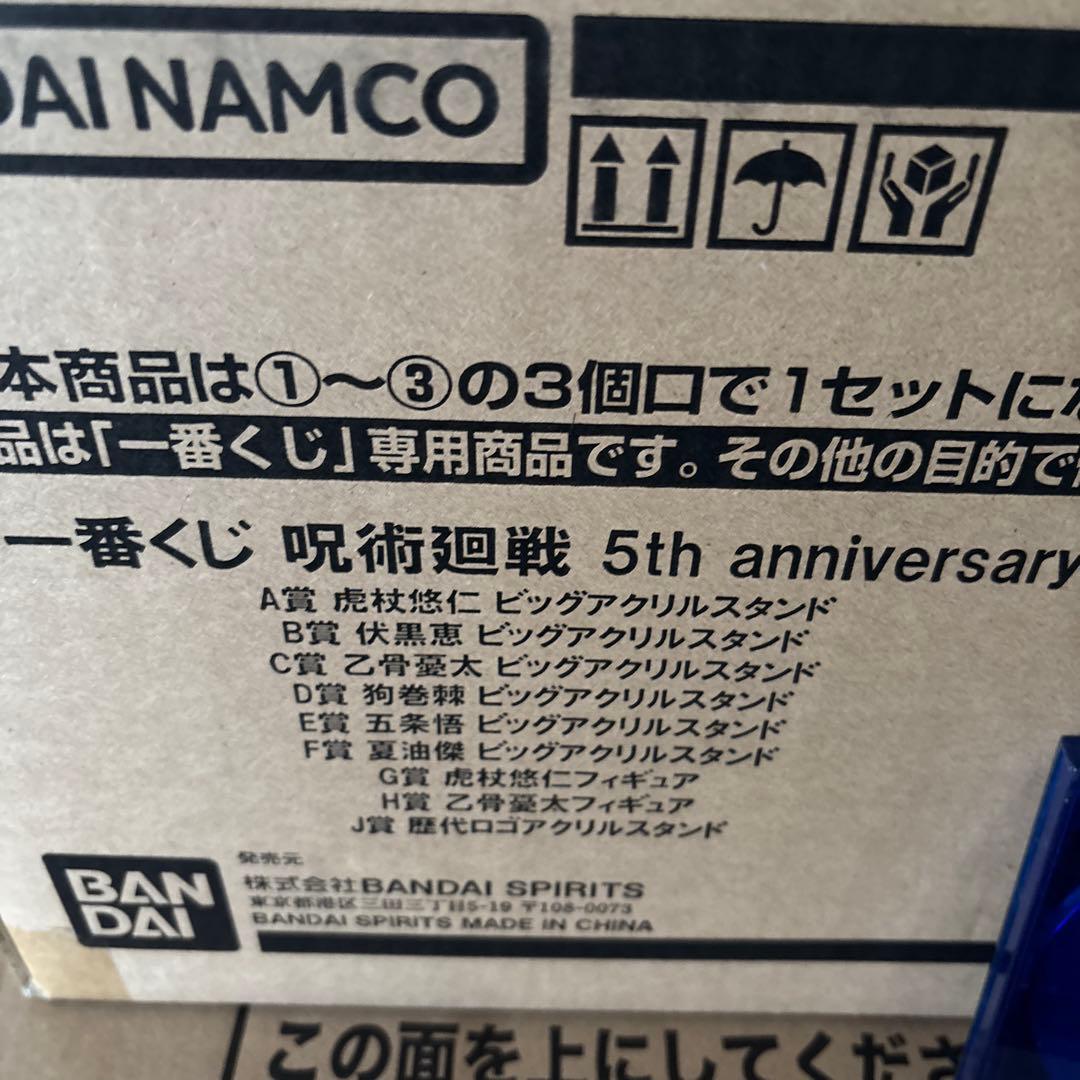 DAI NAMCO
本商品は①～③の3個口で1セットにな
品は「一番くじ」専用商品です。その他の目的で
一番くじ 呪術廻戦 5th anniversary
A賞 虎杖悠仁 ビッグアクリルスタンド
B賞 伏黒恵 ビッグアクリルスタンド
C賞 乙骨憂太 ビッグアクリルスタンド
D賞 狗巻棘 ビッグアクリルスタンド
E賞 五条悟 ビッグアクリルスタンド
F賞 夏油傑 ビッグアクリルスタンド
G賞 虎杖悠仁フィギュア
H賞 乙骨憂太フィギュア
J賞 歴代ロゴアクリルスタンド
BAN
DAI
発売元
株式会社BANDAI SPIRITS
東京都港区三田三丁目5-19 〒108-0073
BANDAI SPIRITS MADE IN CHINA
この面を上にしてくださ